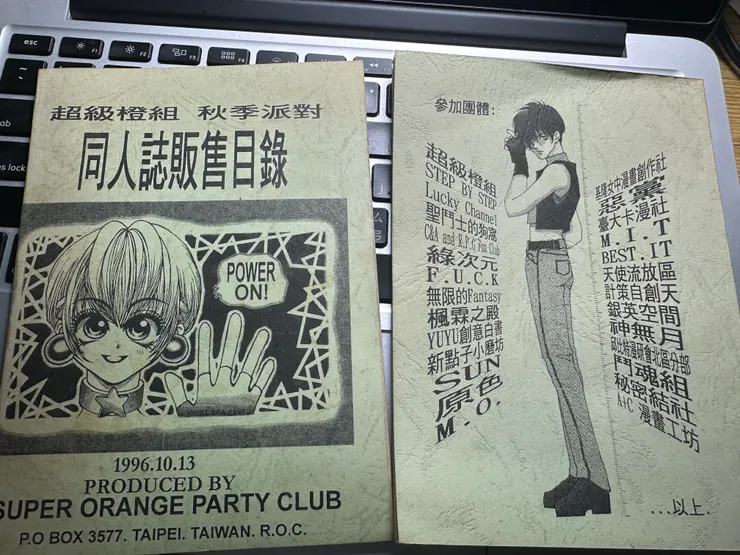 超級橙組 秋季派對
同人誌販售目錄
POWER
ON!
1996.10.13
PRODUCED BY
SUPER ORANGE PARTY CLUB
P.O BOX 3577. TAIPEI. TAIWAN. R.O.C.
參加團體:
超級橙組
STEP BY STEP
Lucky Channel
聖鬥士的狗窩
C&A and R.P.G Fan Club
綠次元
F.U.C.K
無限的Fantasy
楓霖之殿
YUYU創意白書
新點子小磨坊
SUN
原色
M.O.
基隆女中漫畫創作社
惡黨
臺大卡漫社
M.I.T
BEST.IT
天使流放區
計策自創天
銀英空間
神無月
邱比特漫研會北區分部
鬥魂組
秘密結社
A+C 漫畫工坊
...以上.
esc